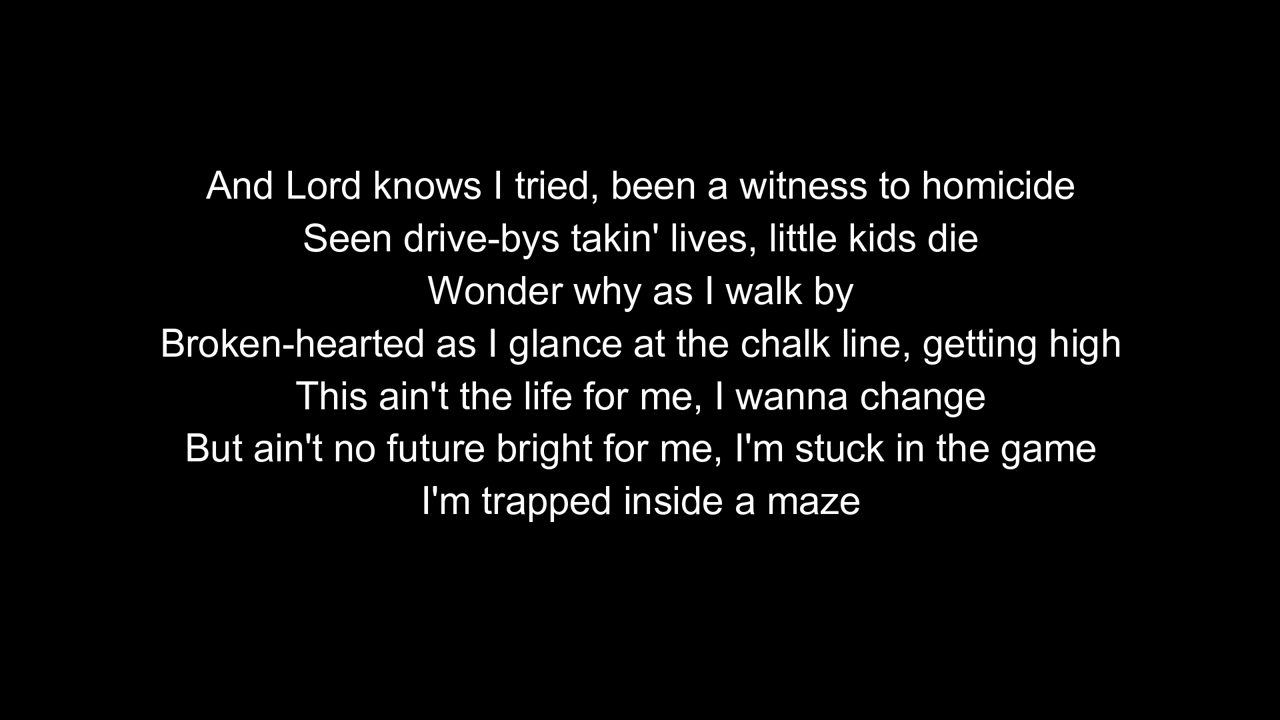 And Lord knows I tried, been a witness to homicide
Seen drive-bys takin' lives, little kids die
Wonder why as I walk by
Broken-hearted as I glance at the chalk line, getting high
This ain't the life for me, I wanna change
But ain't no future bright for me, I'm stuck in the game
I'm trapped inside a maze